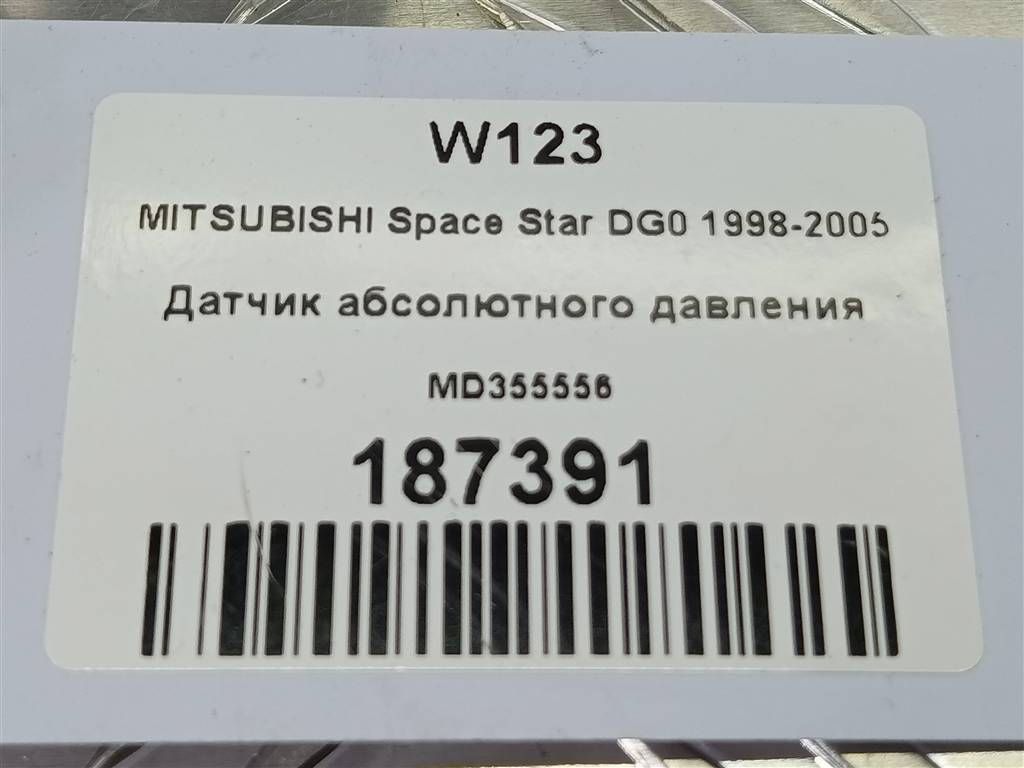 W123
MITSUBISHI Space Star DG0 1998-2005
Датчик абсолютного давления
MD355556
187391